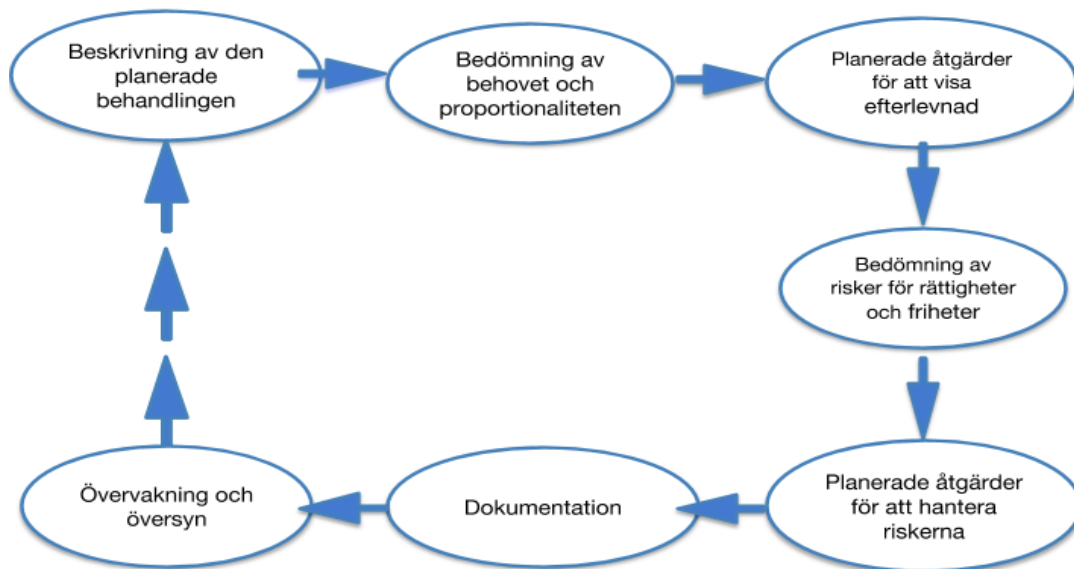 Beskrivning av den
planerade
behandlingen
Bedömning av
behovet och
proportionaliteten
Planerade åtgärder
för att visa
efterlevnad
Bedömning av
risker för rättigheter
och friheter
Planerade åtgärder
för att hantera
riskerna
Dokumentation
Övervakning och
översyn